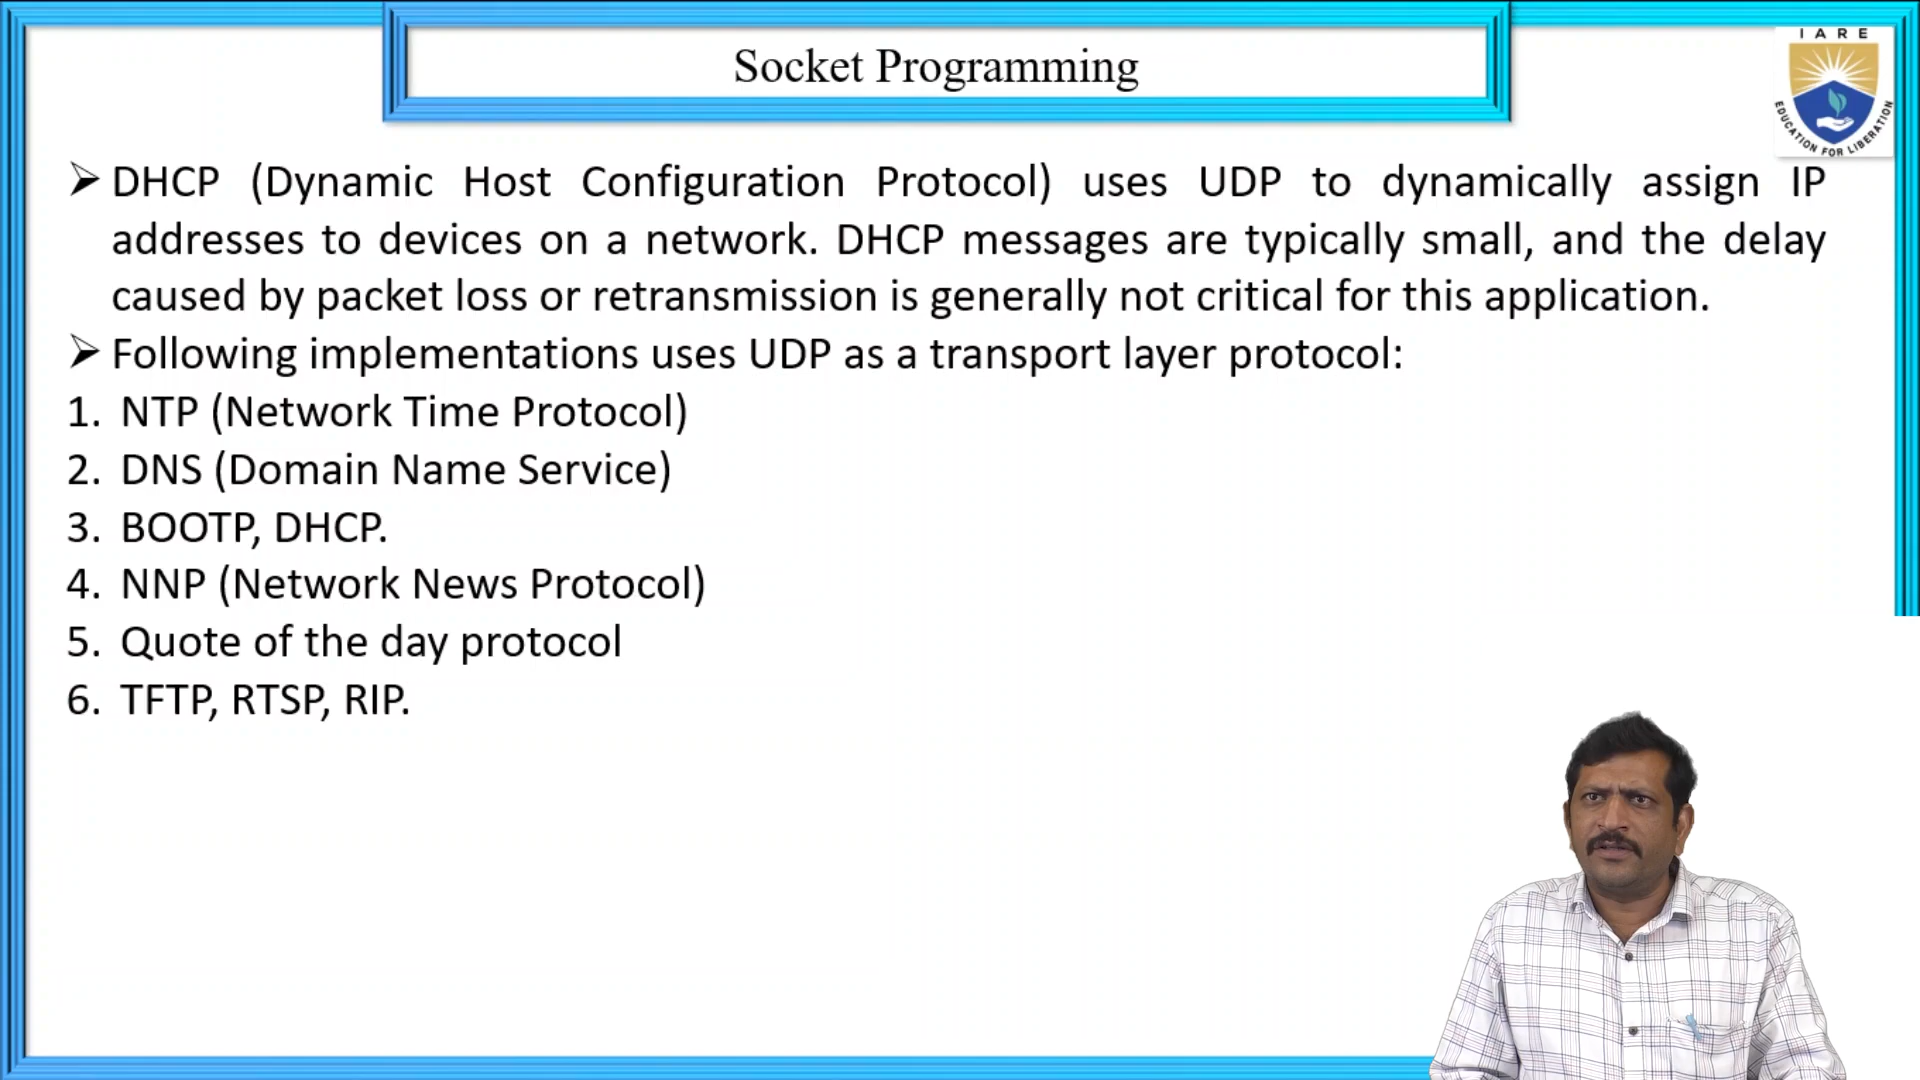 Socket Programming
IARE
EDUCATION FOR LIBERATION
➢ DHCP (Dynamic Host Configuration Protocol) uses UDP to dynamically assign IP
addresses to devices on a network. DHCP messages are typically small, and the delay
caused by packet loss or retransmission is generally not critical for this application.
➢ Following implementations uses UDP as a transport layer protocol:
1. NTP (Network Time Protocol)
2. DNS (Domain Name Service)
3. BOOTP, DHCP.
4. NNP (Network News Protocol)
5. Quote of the day protocol
6. TFTP, RTSP, RIP.